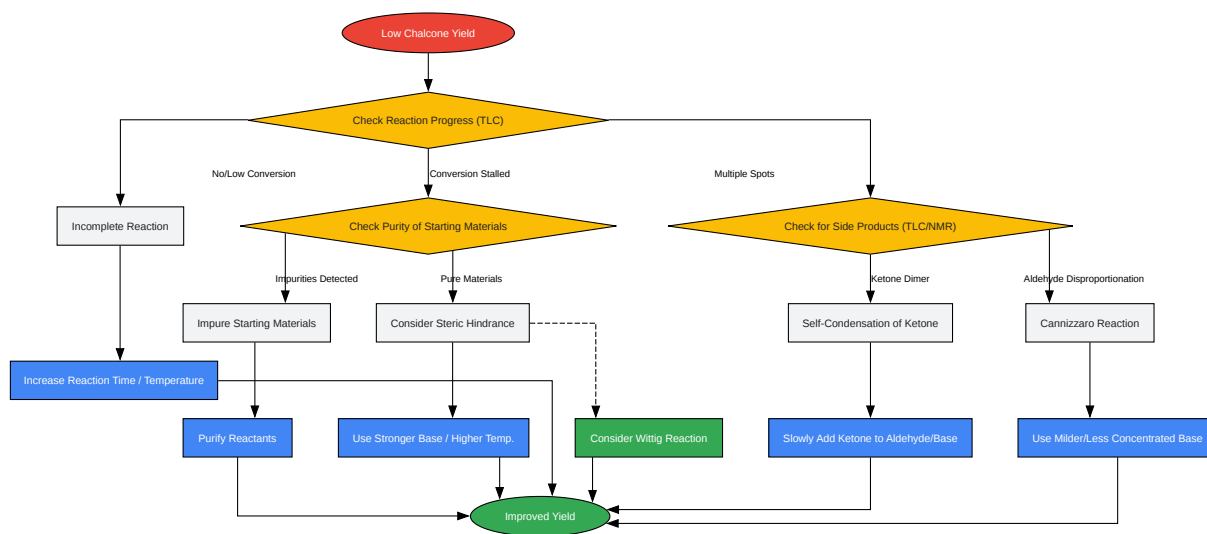 Low Chalcone Yield
Check Reaction Progress (TLC)
No/Low Conversion
Conversion Stalled
Multiple Spots
Incomplete Reaction
Check Purity of Starting Materials
Check for Side Products (TLC/NMR)
Impurities Detected
Pure Materials
Ketone Dimer
Aldehyde Disproportionation
Impure Starting Materials
Consider Steric Hindrance
Self-Condensation of Ketone
Cannizzaro Reaction
Increase Reaction Time / Temperature
Purify Reactants
Use Stronger Base / Higher Temp.
Consider Wittig Reaction
Slowly Add Ketone to Aldehyde/Base
Use Milder/Less Concentrated Base
Improved Yield